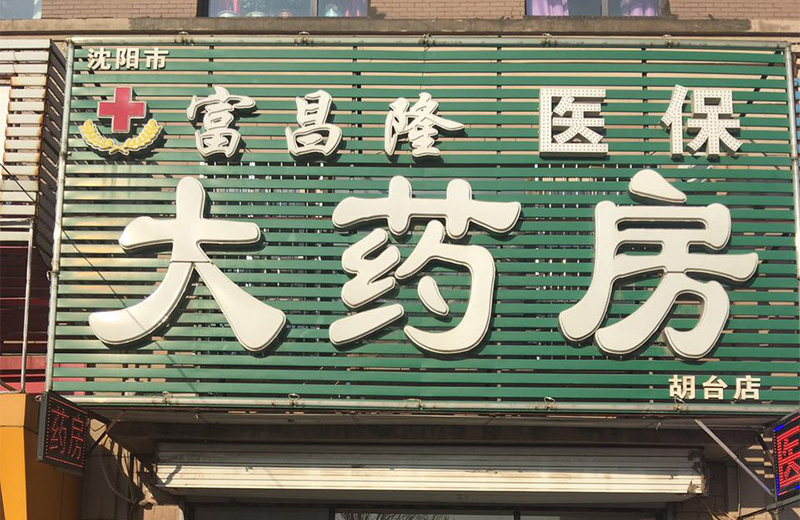 沈阳市
富昌隆 医保
大药房
胡台店
药房
医